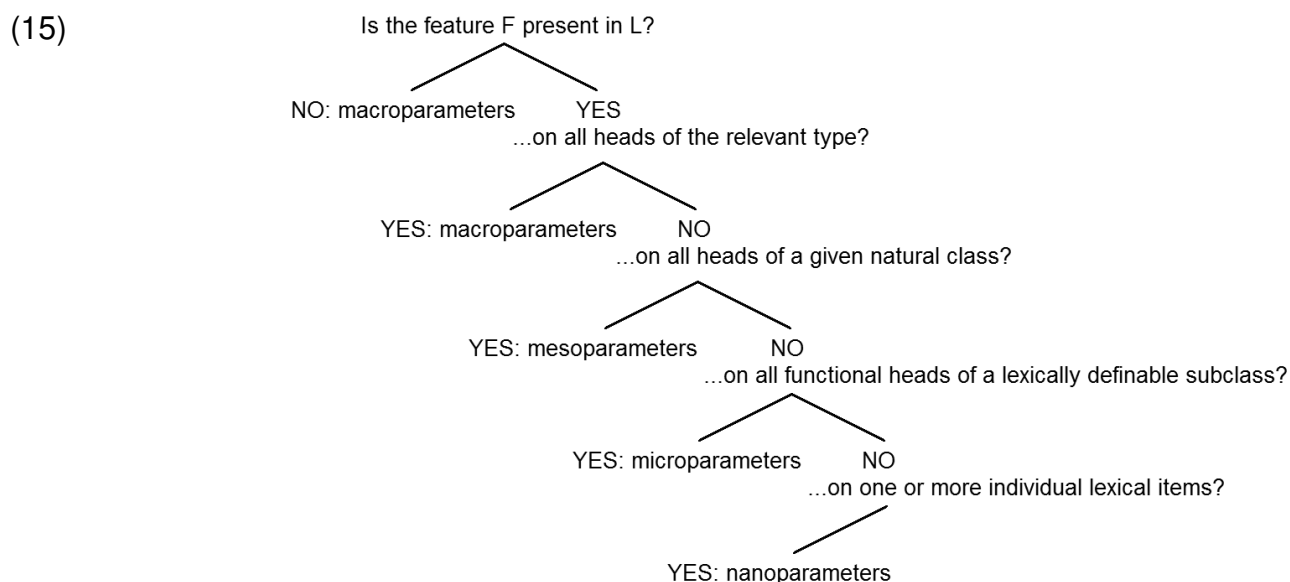 (15)
Is the feature F present in L?
NO: macroparameters YES
...on all heads of the relevant type?
YES: macroparameters NO
...on all heads of a given natural class?
YES: mesoparameters NO
...on all functional heads of a lexically definable subclass?
YES: microparameters NO
...on one or more individual lexical items?
YES: nanoparameters